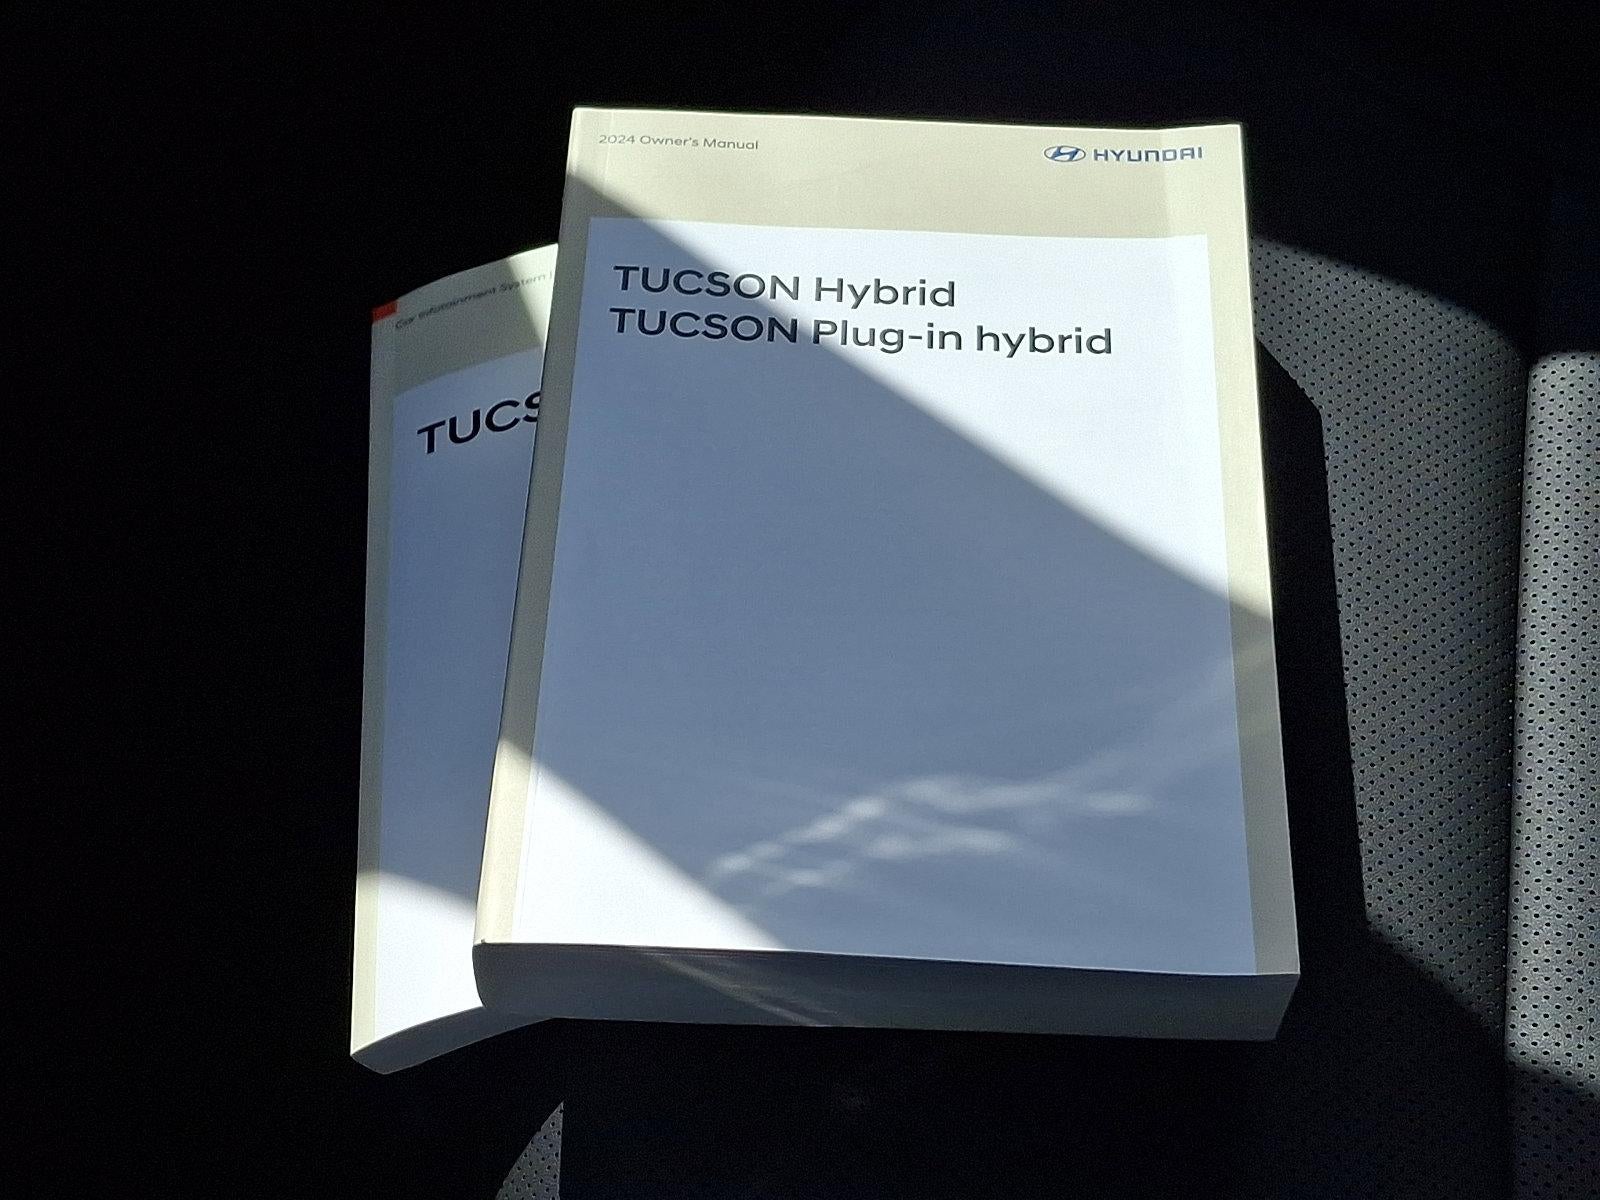 2024 Owner's Manual
HYUNDAI
TUCSON Hybrid
TUCSON Plug-in hybrid
Car Infotainment System
TUCS